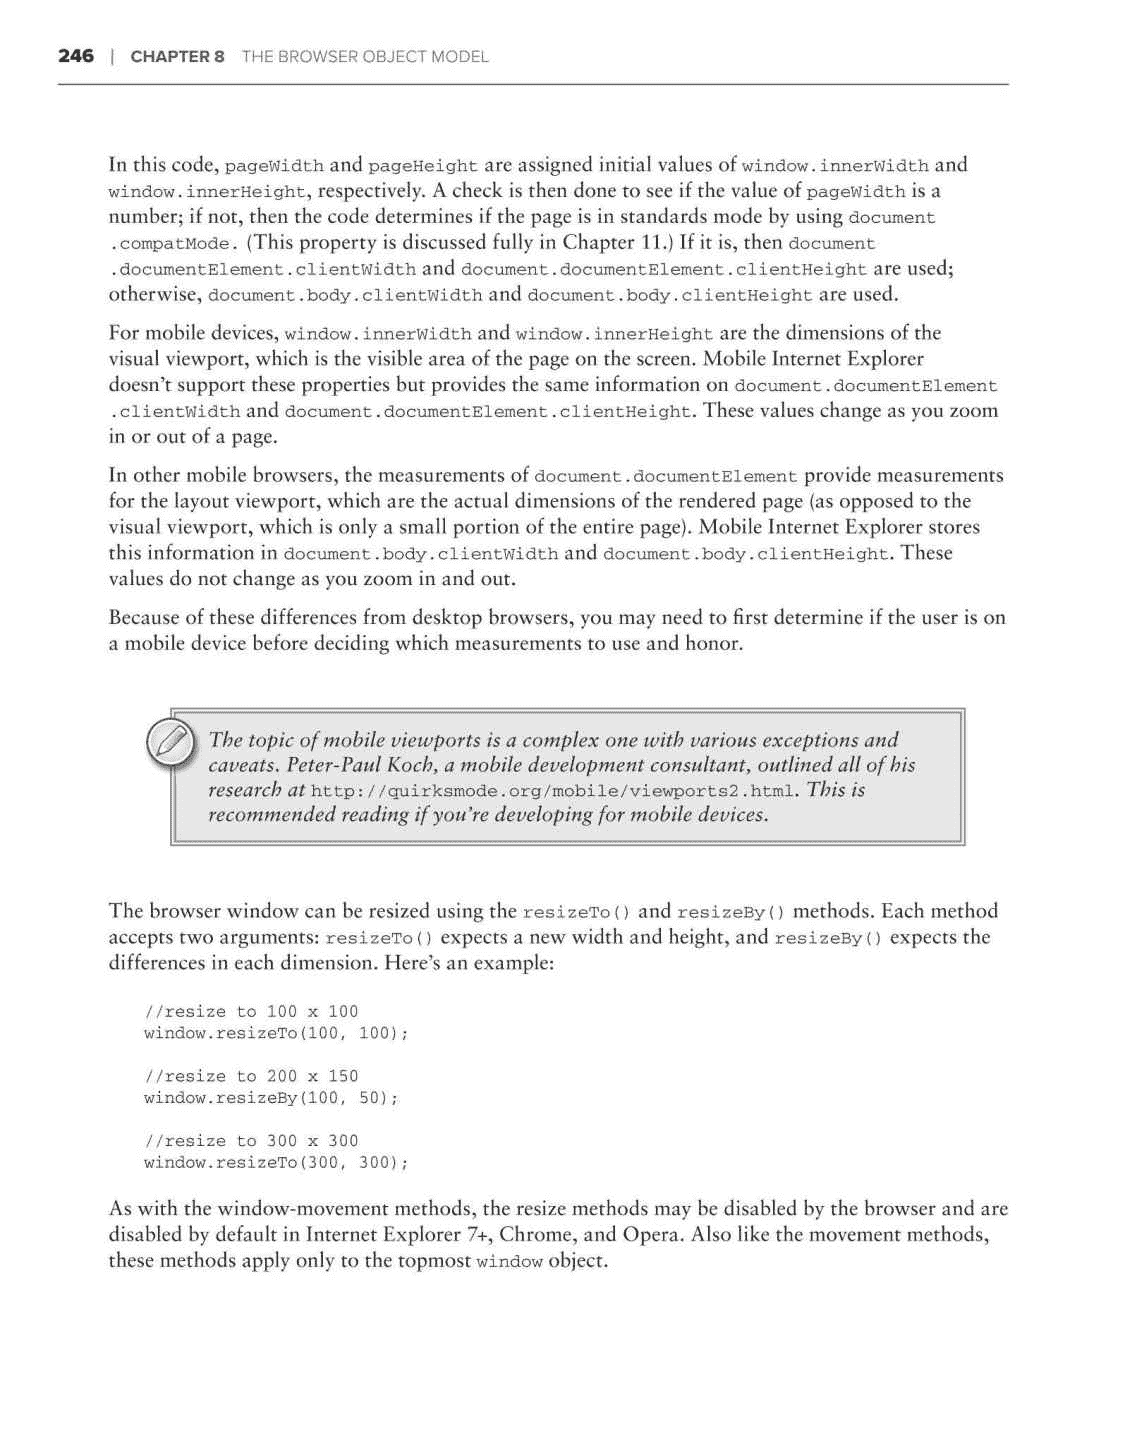 246 | CHAPTER 8 THE BROWSER OBJECT MODEL
In this code, pageWidth and pageHeight are assigned initial values of window.innerWidth and
window.innerHeight, respectively. A check is then done to see if the value of pageWidth is a
number; if not, then the code determines if the page is in standards mode by using document
.compatMode. (This property is discussed fully in Chapter 11.) If it is, then document
.documentElement.clientWidth and document.documentElement.clientHeight are used;
otherwise, document.body.clientWidth and document.body.clientHeight are used.
For mobile devices, window.innerWidth and window.innerHeight are the dimensions of the
visual viewport, which is the visible area of the page on the screen. Mobile Internet Explorer
doesn't support these properties but provides the same information on document.documentElement
.clientWidth and document.documentElement.clientHeight. These values change as you zoom
in or out of a page.
In other mobile browsers, the measurements of document.documentElement provide measurements
for the layout viewport, which are the actual dimensions of the rendered page (as opposed to the
visual viewport, which is only a small portion of the entire page). Mobile Internet Explorer stores
this information in document.body.clientWidth and document.body.clientHeight. These
values do not change as you zoom in and out.
Because of these differences from desktop browsers, you may need to first determine if the user is on
a mobile device before deciding which measurements to use and honor.
The topic of mobile viewports is a complex one with various exceptions and
caveats. Peter-Paul Koch, a mobile development consultant, outlined all of his
research at http://quirksmode.org/mobile/viewports2.html. This is
recommended reading if you're developing for mobile devices.
The browser window can be resized using the resizeTo() and resizeBy() methods. Each method
accepts two arguments: resizeTo() expects a new width and height, and resizeBy() expects the
differences in each dimension. Here's an example:
//resize to 100 x 100
window.resizeTo(100, 100);
//resize to 200 x 150
window.resizeBy(100, 50);
//resize to 300 x 300
window.resizeTo(300, 300);
As with the window-movement methods, the resize methods may be disabled by the browser and are
disabled by default in Internet Explorer 7+, Chrome, and Opera. Also like the movement methods,
these methods apply only to the topmost window object.